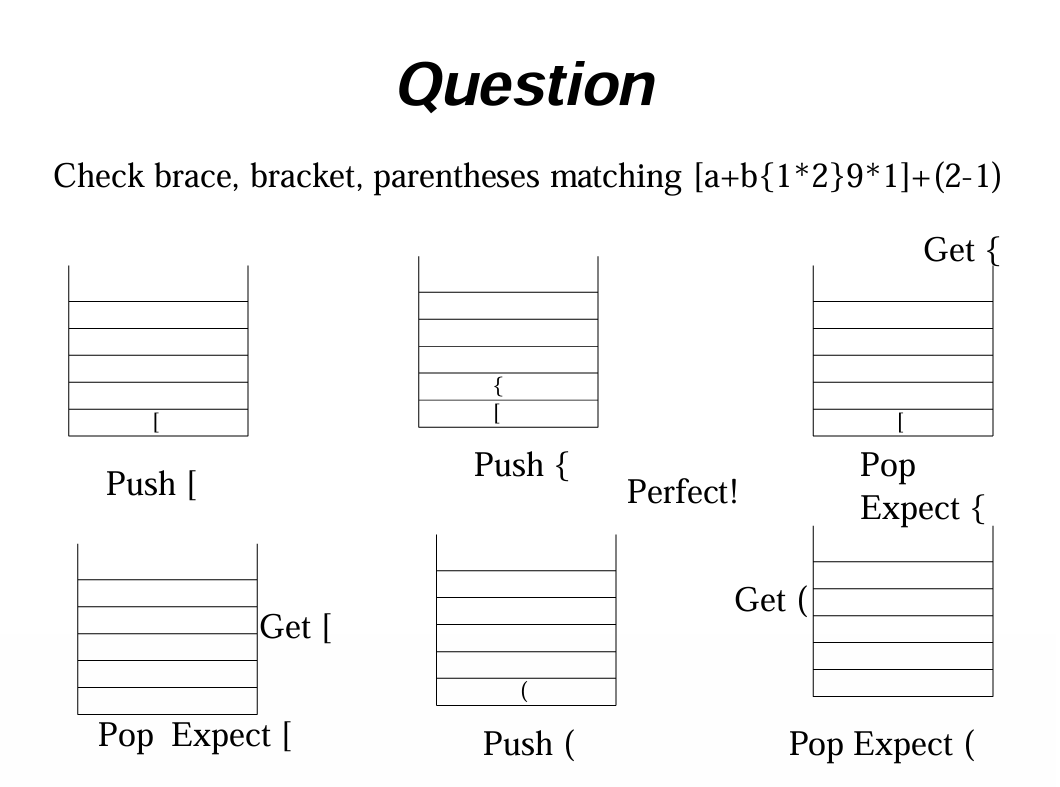 Question
Check brace, bracket, parentheses matching [a+b{1*2}9*1]+(2-1)
[
Push [
{
[
Push {
Get {
[
Pop
Expect {
Perfect!
Get [
Pop Expect [
(
Push (
Get (
Pop Expect (